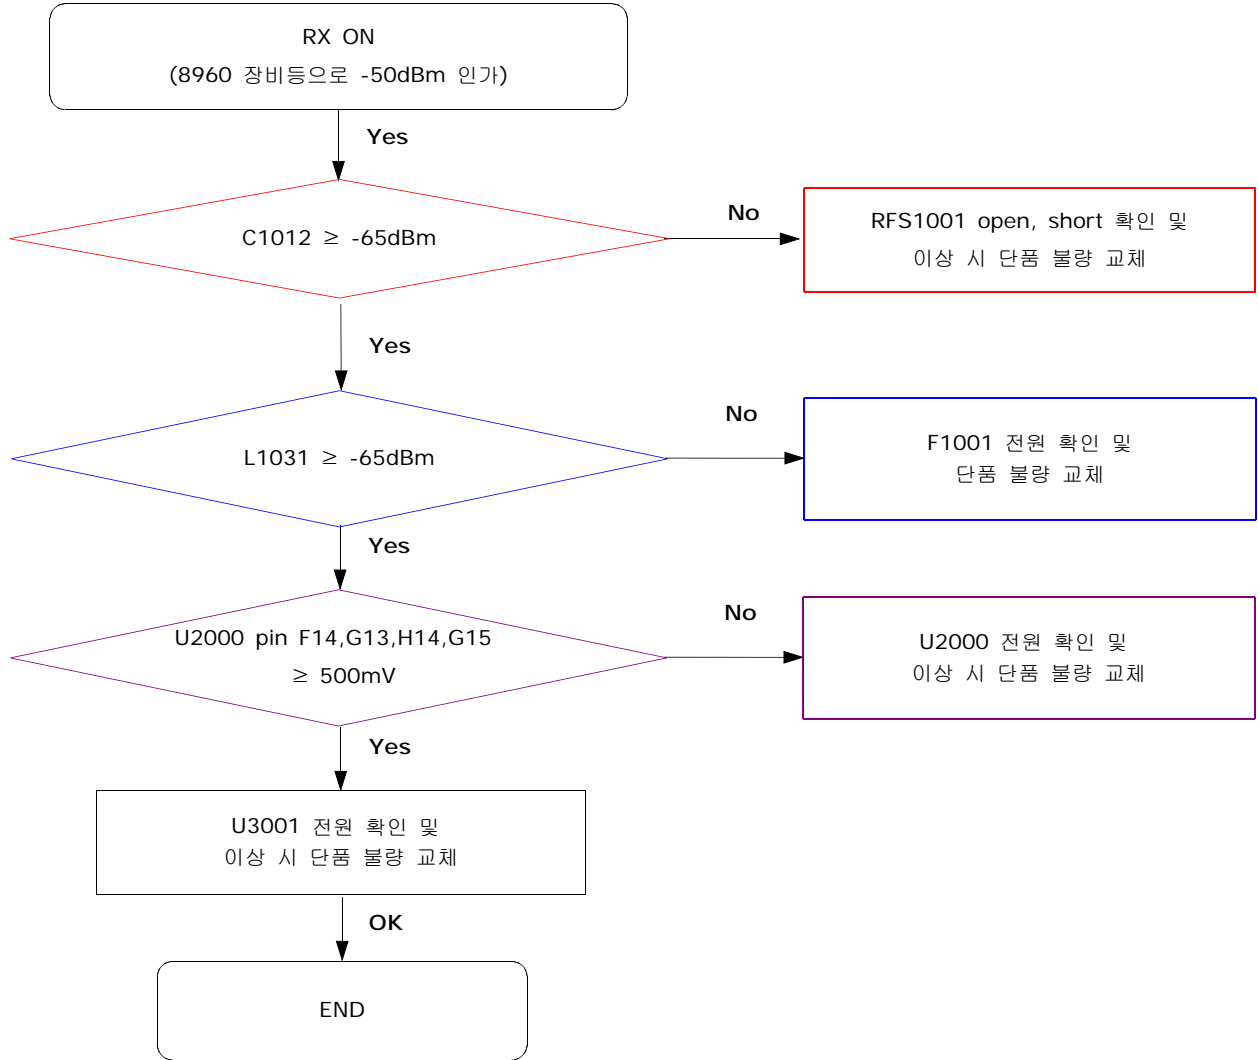 RX ON
(8960 장비등으로 -50dBm 인가)
Yes
C1012 ≥ -65dBm
No
RFS1001 open, short 확인 및
이상 시 단품 불량 교체
Yes
L1031 ≥ -65dBm
No
F1001 전원 확인 및
단품 불량 교체
Yes
U2000 pin F14,G13,H14,G15
≥ 500mV
No
U2000 전원 확인 및
이상 시 단품 불량 교체
Yes
U3001 전원 확인 및
이상 시 단품 불량 교체
OK
END